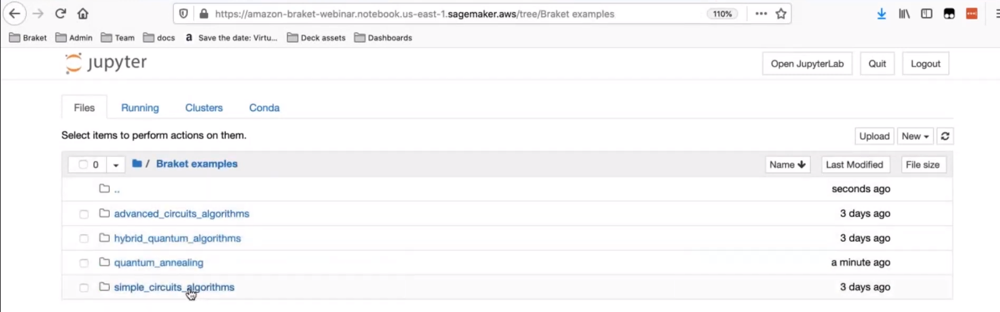 https://amazon-braket-webinar.notebook.us-east-1.sagemaker.aws/tree/Braket examples 110%
Braket Admin Team docs a Save the date: Virtu... Deck assets Dashboards
jupyter Open JupyterLab Quit Logout
Files Running Clusters Conda
Select items to perform actions on them. Upload New
0 / Braket examples Name Last Modified File size
.. seconds ago
advanced_circuits_algorithms 3 days ago
hybrid_quantum_algorithms 3 days ago
quantum_annealing a minute ago
simple_circuits_algorithms 3 days ago